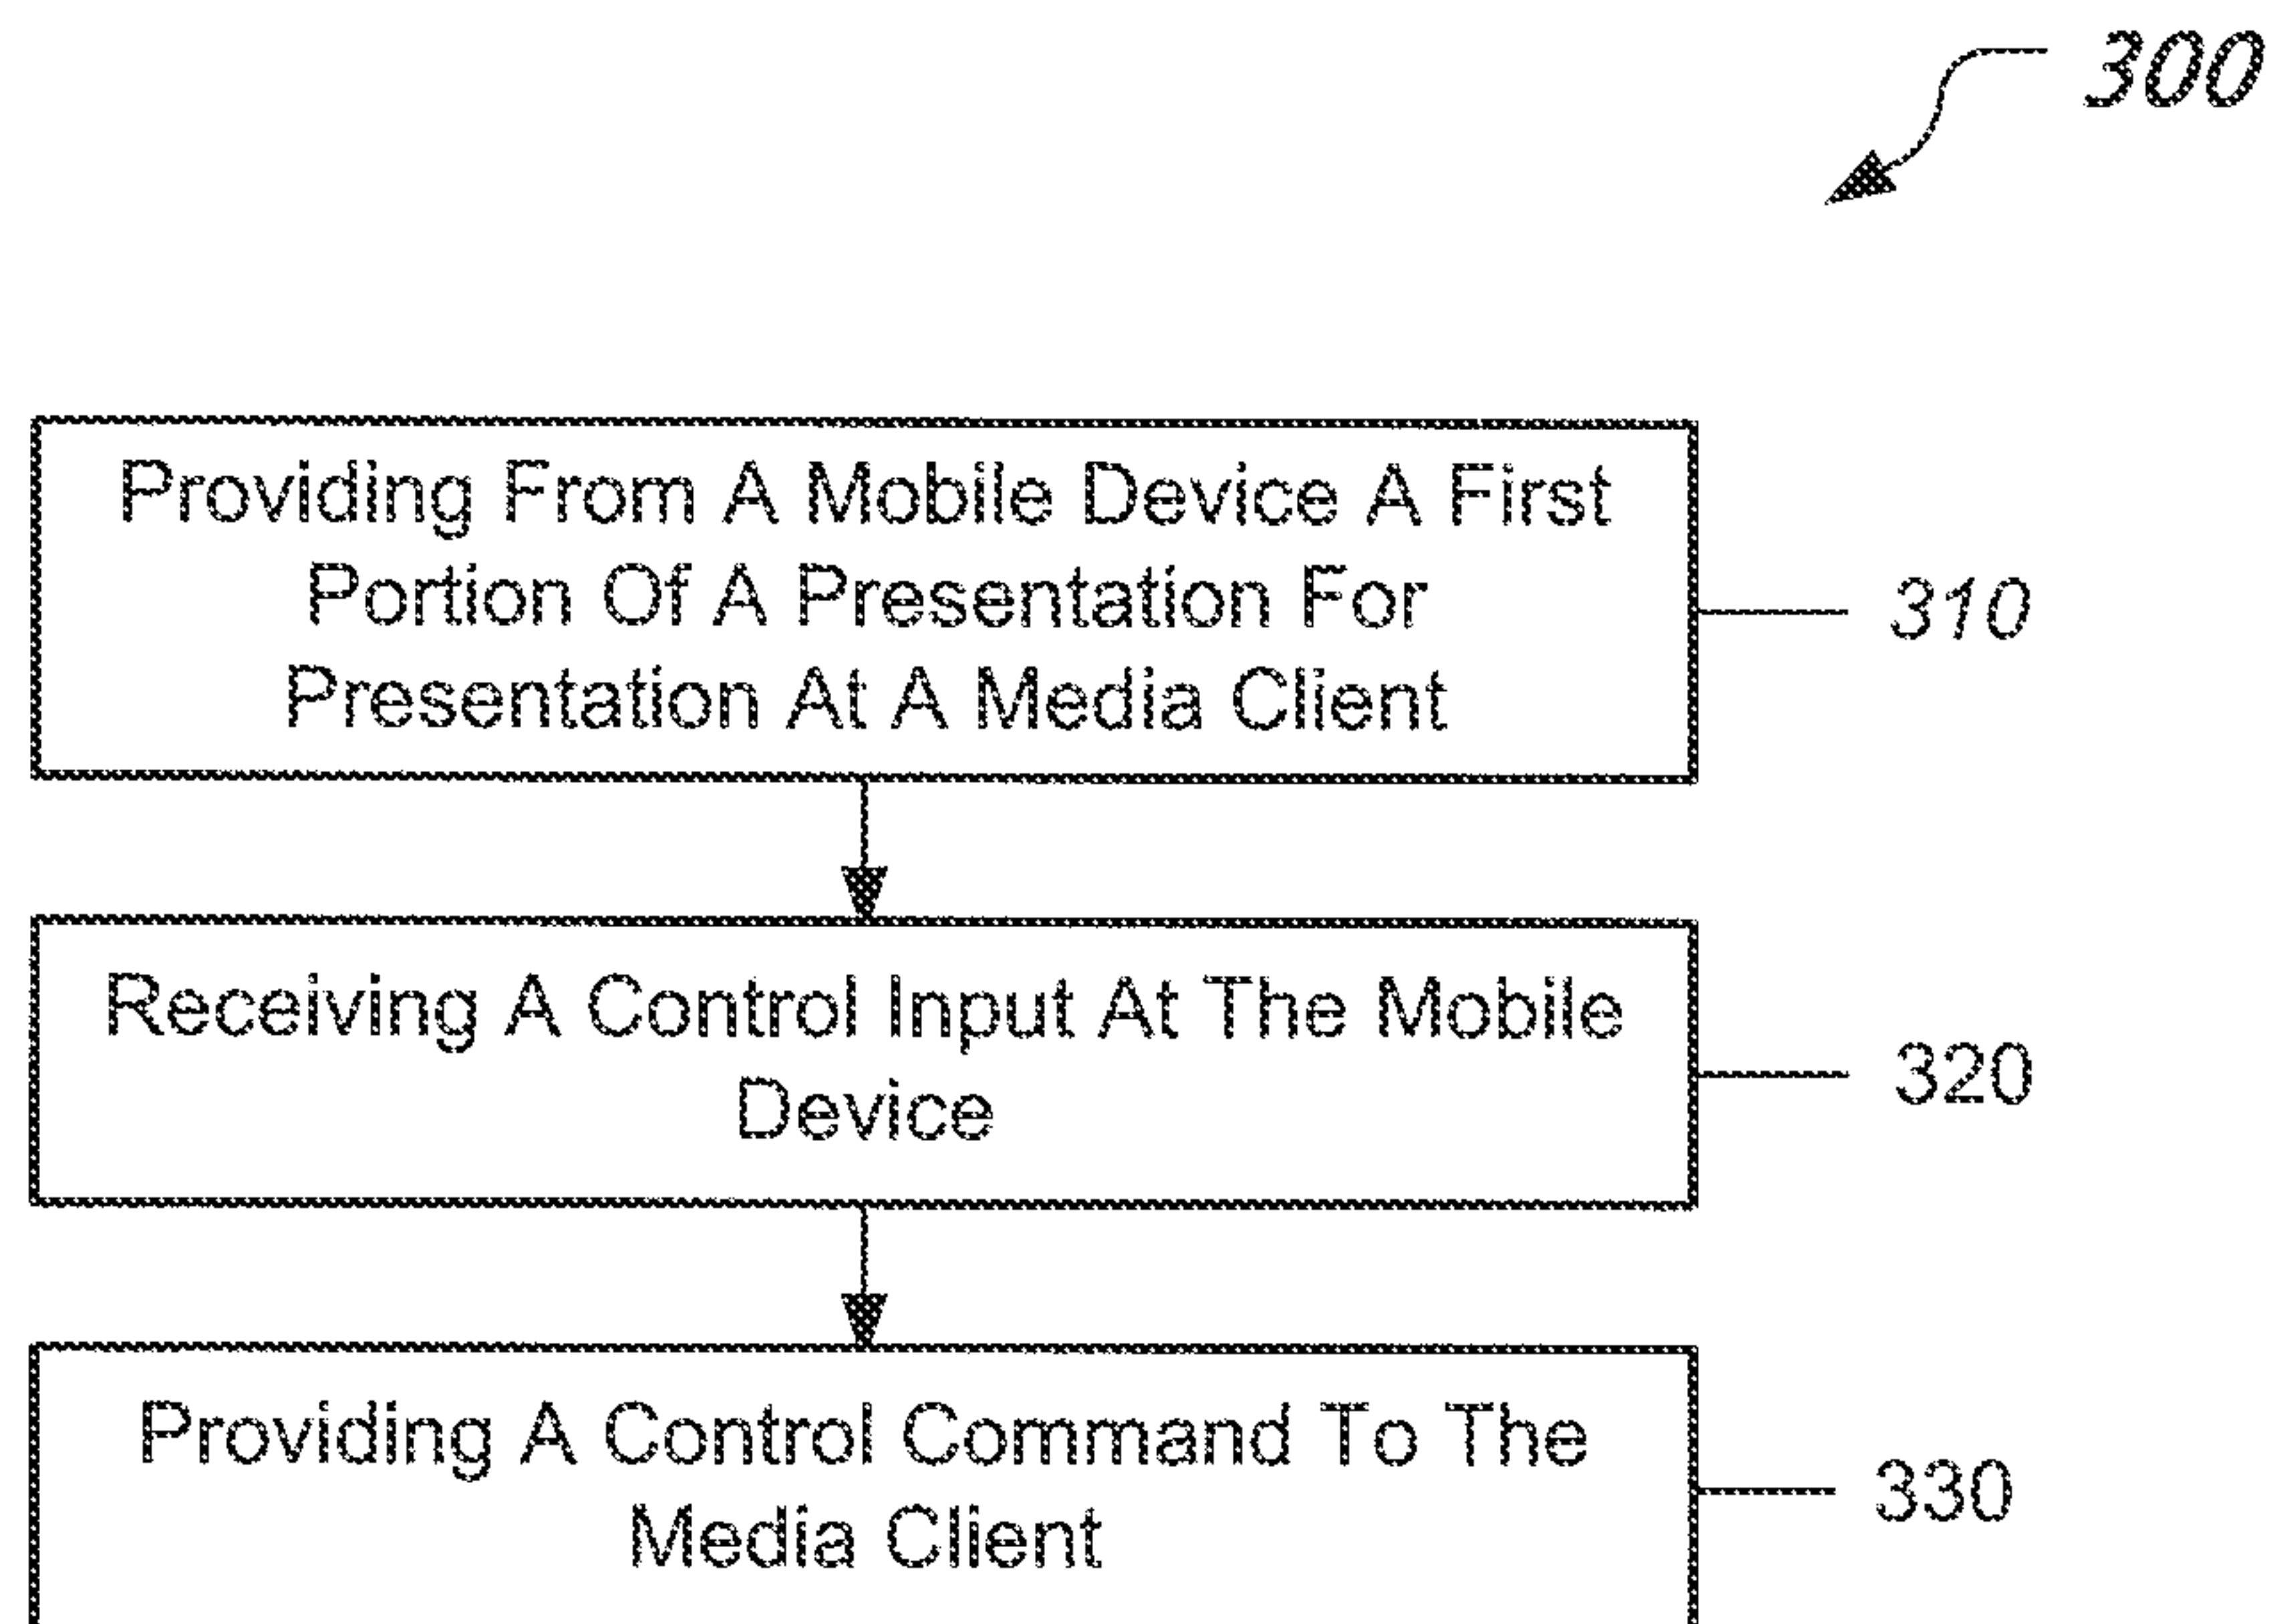 300
Providing From A Mobile Device A First
Portion Of A Presentation For
Presentation At A Media Client
310
Receiving A Control Input At The Mobile
Device
320
Providing A Control Command To The
Media Client
330